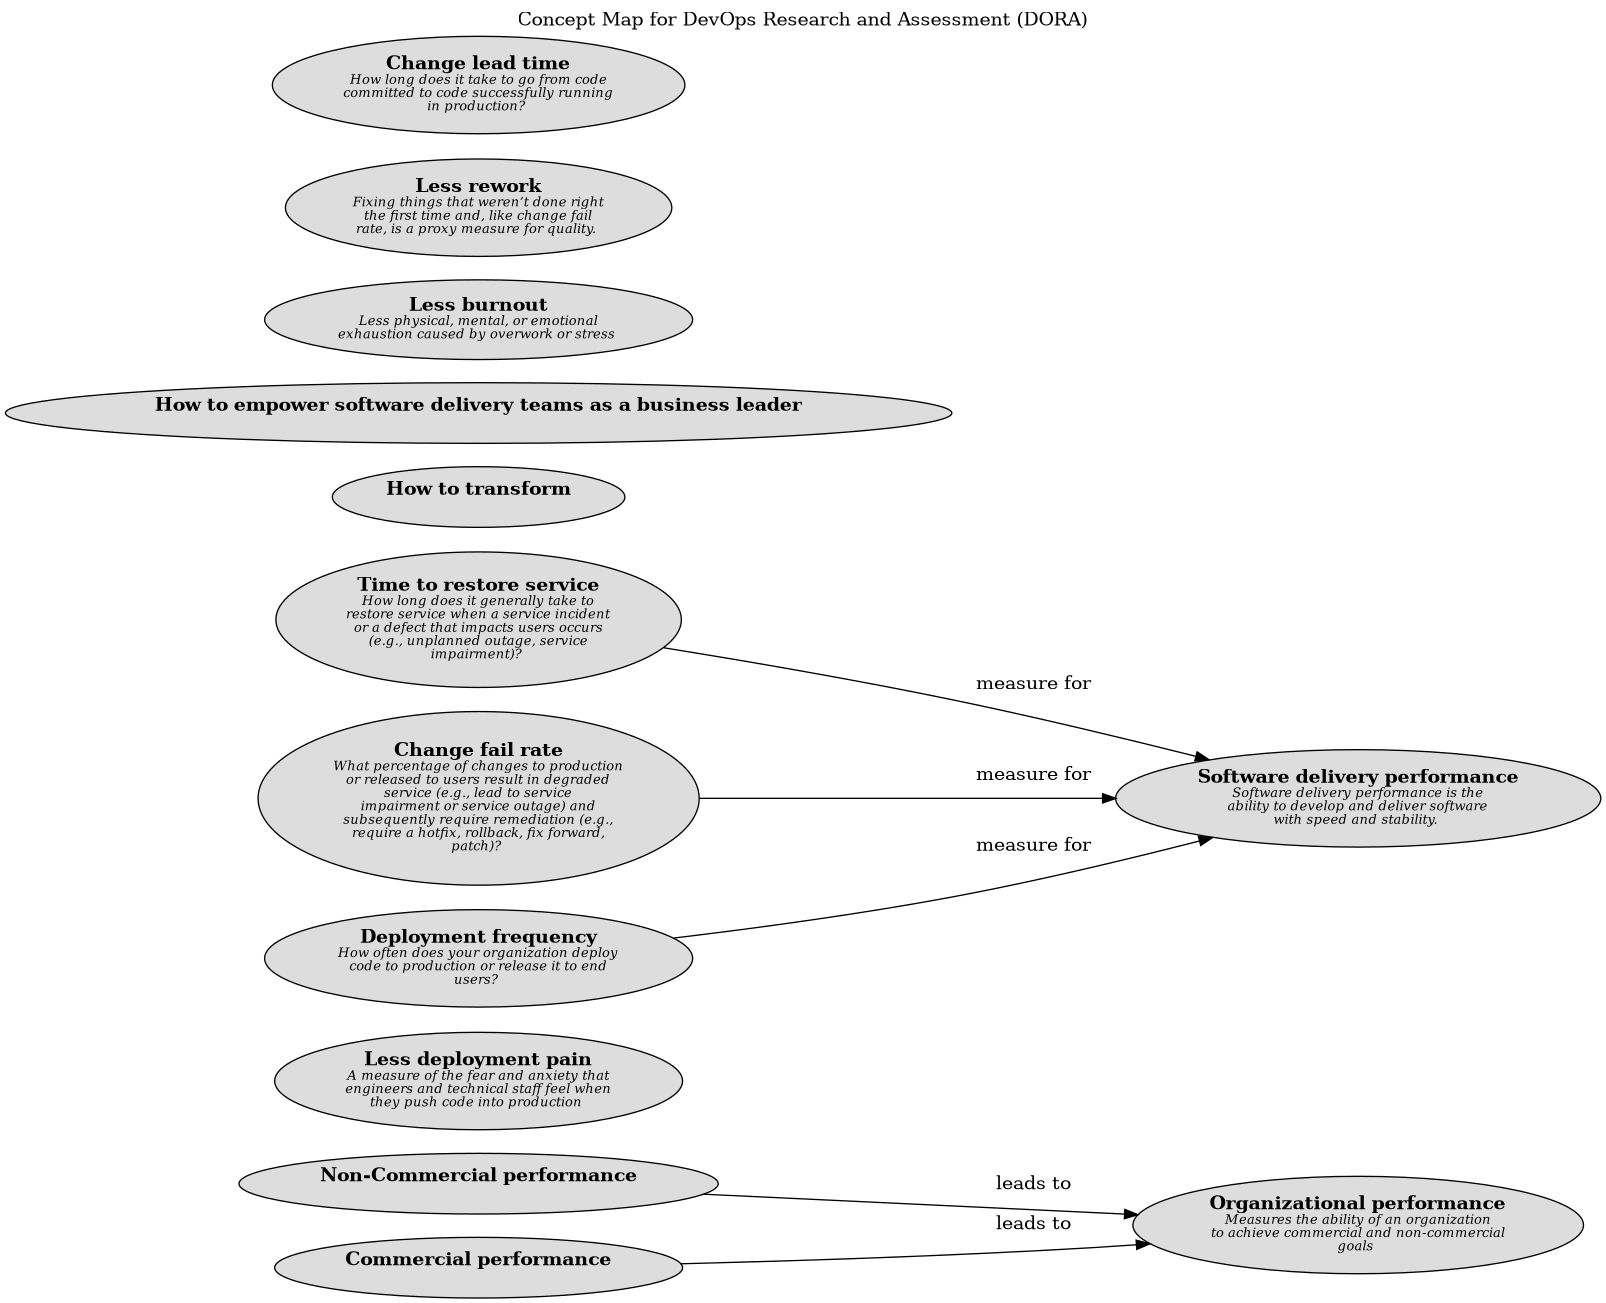 Concept Map for DevOps Research and Assessment (DORA)
Change lead time
How long does it take to go from code
committed to code successfully running
in production?
Less rework
Fixing things that weren’t done right
the first time and, like change fail
rate, is a proxy measure for quality.
Less burnout
Less physical, mental, or emotional
exhaustion caused by overwork or stress
How to empower software delivery teams as a business leader
How to transform
Time to restore service
How long does it generally take to
restore service when a service incident
or a defect that impacts users occurs
(e.g., unplanned outage, service
impairment)?
measure for
Change fail rate
What percentage of changes to production
or released to users result in degraded
service (e.g., lead to service
impairment or service outage) and
subsequently require remediation (e.g.,
require a hotfix, rollback, fix forward,
patch)?
measure for
Software delivery performance
Software delivery performance is the
ability to develop and deliver software
with speed and stability.
measure for
Deployment frequency
How often does your organization deploy
code to production or release it to end
users?
Less deployment pain
A measure of the fear and anxiety that
engineers and technical staff feel when
they push code into production
Non-Commercial performance
leads to
Organizational performance
Measures the ability of an organization
to achieve commercial and non-commercial
goals
leads to
Commercial performance